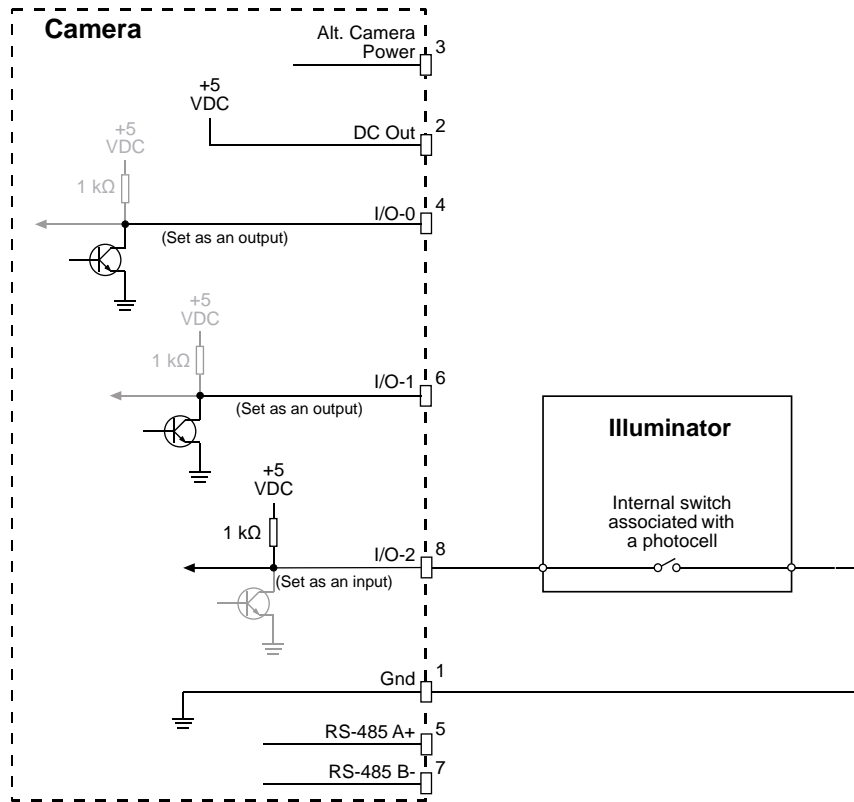 Camera
Alt. Camera
Power
3
+5
VDC
DC Out
2
+5
VDC
1 kΩ
I/O-0
4
(Set as an output)
+5
VDC
1 kΩ
I/O-1
6
(Set as an output)
Illuminator
Internal switch
associated with
a photocell
+5
VDC
1 kΩ
I/O-2
8
(Set as an input)
Gnd
1
RS-485 A+
5
RS-485 B-
7